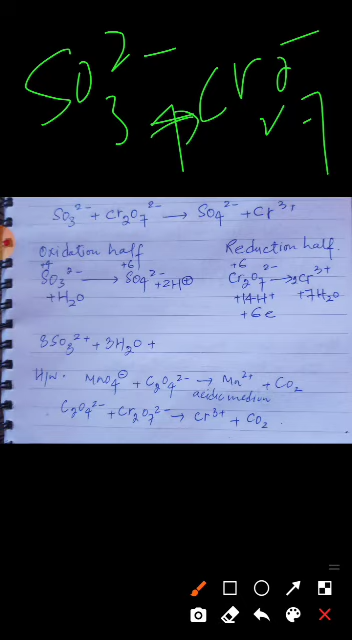 SO3^2- + Cr2O7^2-
SO3^2- + Cr2O7^2- → SO4^2- + Cr^3+
Oxidation half Reduction half.
+4 +6 +6
SO3^2- → SO4^2- + 2H⊕ Cr2O7^2- → 2Cr^3+
+H2O +14H+ +7H2O
+6e
3SO3^2+ + 3H2O +
H/W. MnO4^⊖ + C2O4^2- → Mn^2+ + CO2
acidic medium
C2O4^2- + Cr2O7^2- → Cr^3+ + CO2.